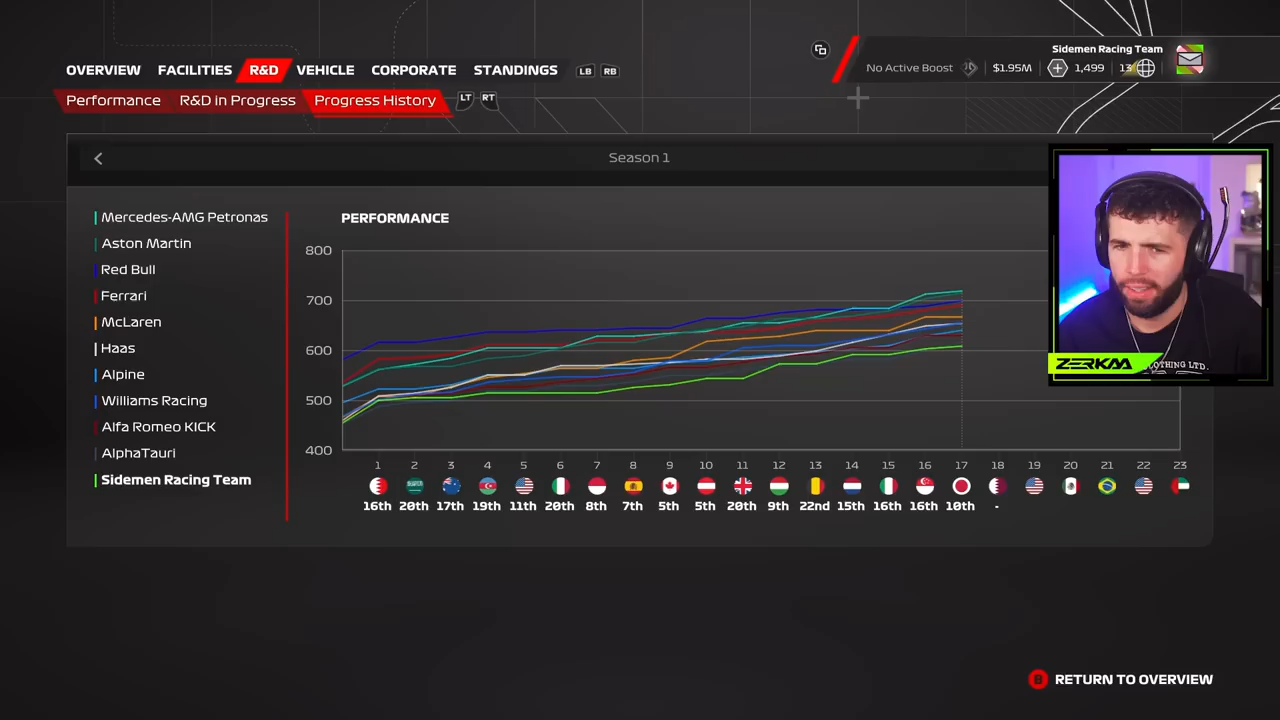 Sidemen Racing Team
OVERVIEW FACILITIES R&D VEHICLE CORPORATE STANDINGS LB RB
No Active Boost $1.95M 1,499 13
Performance R&D In Progress Progress History LT RT
Season 1
Mercedes-AMG Petronas
Aston Martin
Red Bull
Ferrari
McLaren
Haas
Alpine
Williams Racing
Alfa Romeo KICK
AlphaTauri
Sidemen Racing Team
PERFORMANCE
800
700
600
500
400
1 2 3 4 5 6 7 8 9 10 11 12 13 14 15 16 17 18 19 20 21 22 23
16th 20th 17th 19th 11th 20th 8th 7th 5th 5th 20th 9th 22nd 15th 16th 16th 10th -
ZERKAA
CLOTHING LTD.
B RETURN TO OVERVIEW